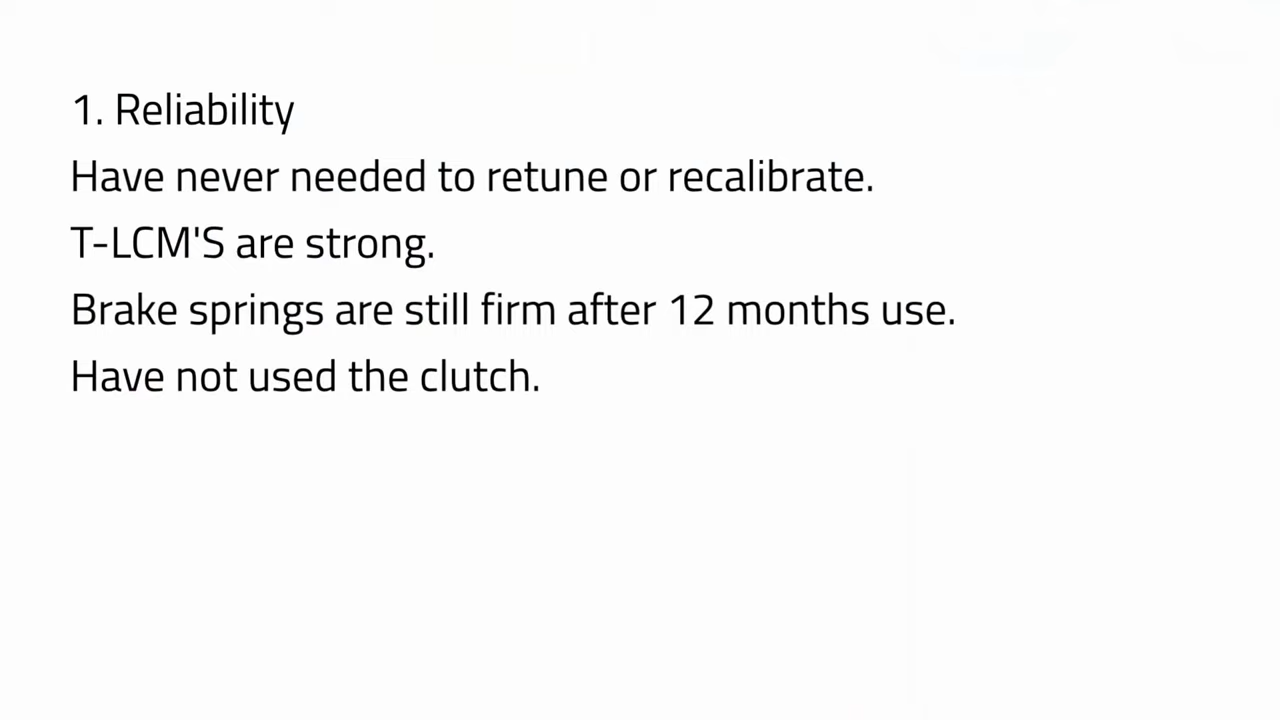 1. Reliability
Have never needed to retune or recalibrate.
T-LCM'S are strong.
Brake springs are still firm after 12 months use.
Have not used the clutch.